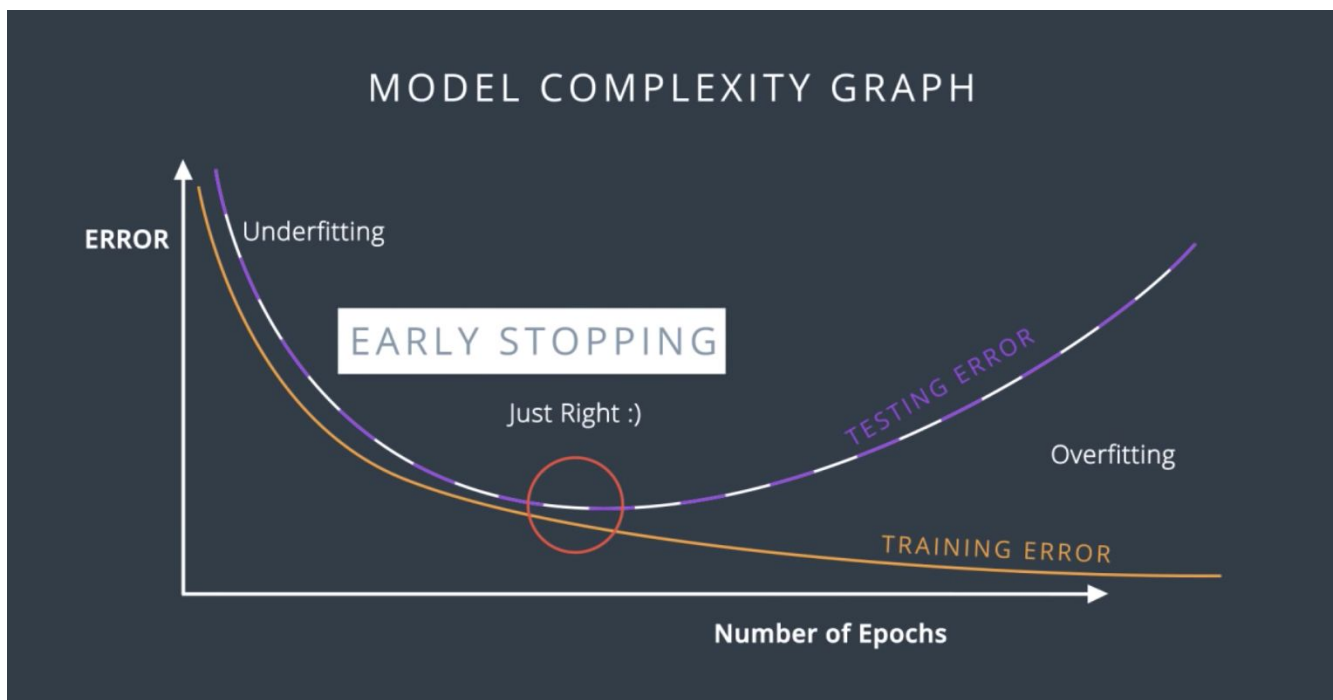 MODEL COMPLEXITY GRAPH
ERROR
Underfitting
EARLY STOPPING
Just Right :)
TESTING ERROR
Overfitting
TRAINING ERROR
Number of Epochs